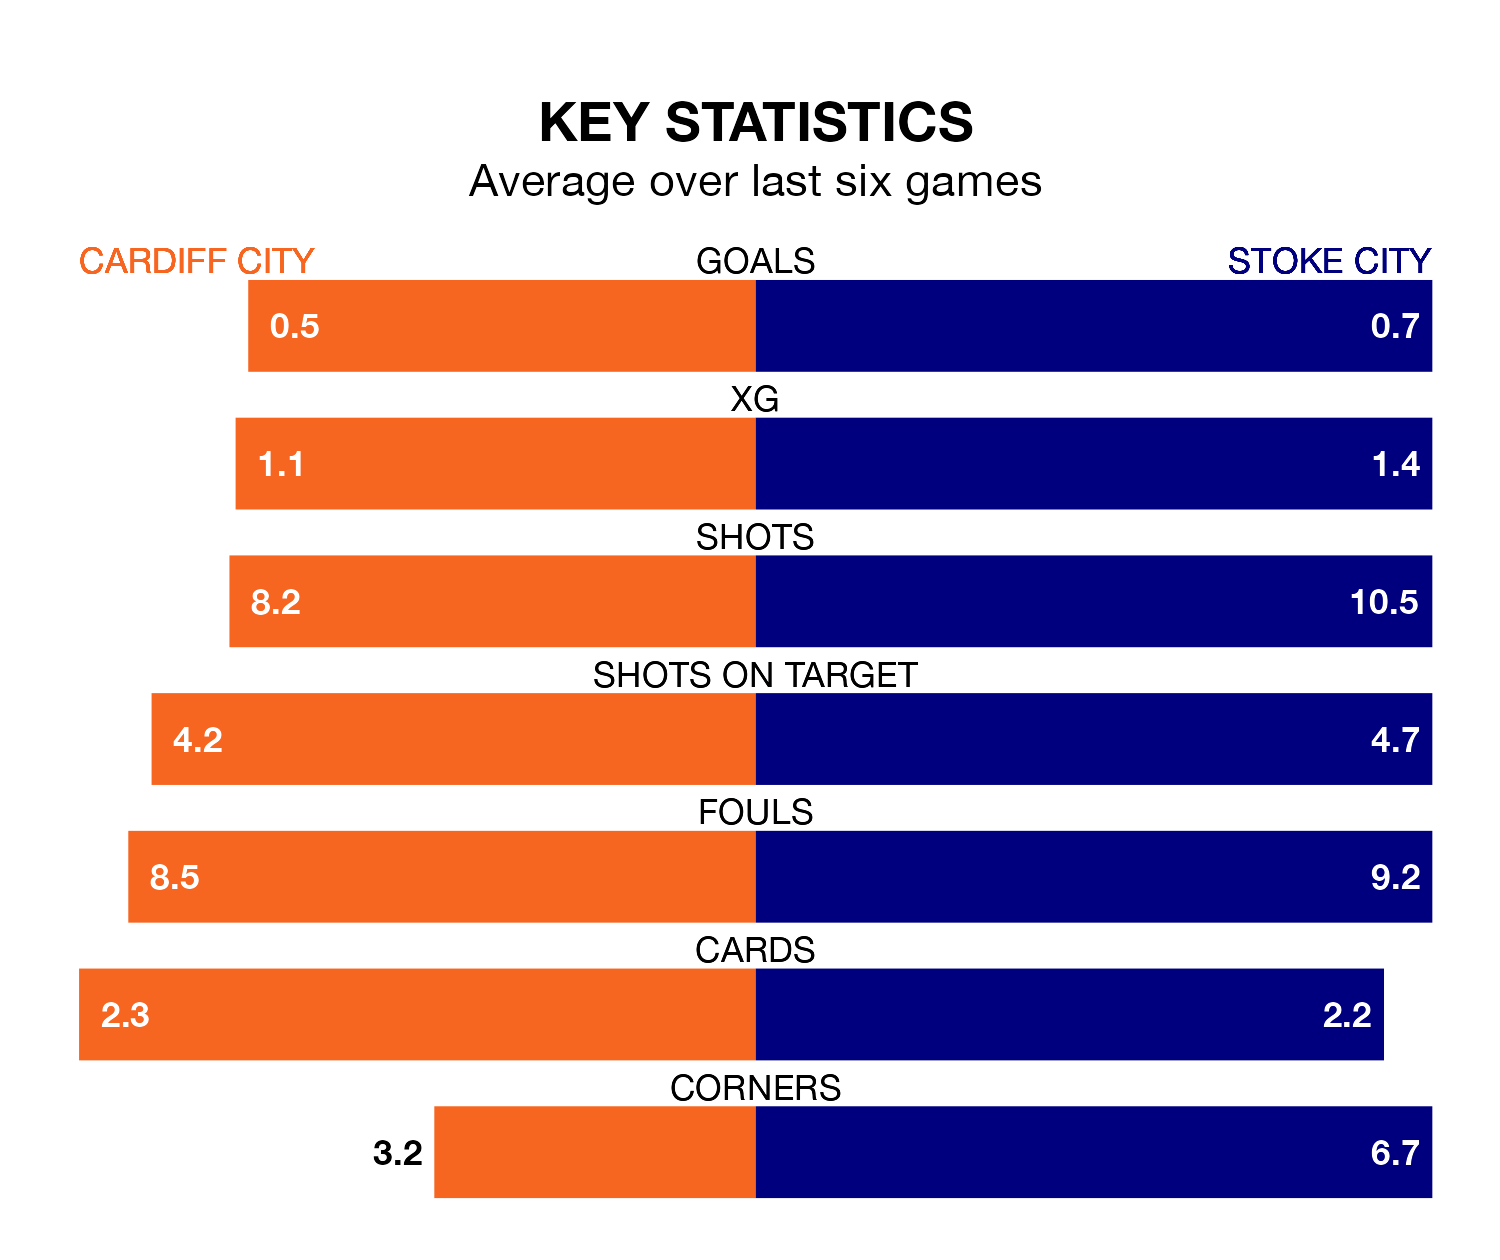 KEY STATISTICS
Average over last six games
CARDIFF CITY GOALS STOKE CITY
0.5 0.7
XG
1.1 1.4
SHOTS
8.2 10.5
SHOTS ON TARGET
4.2 4.7
FOULS
8.5 9.2
CARDS
2.3 2.2
CORNERS
3.2 6.7